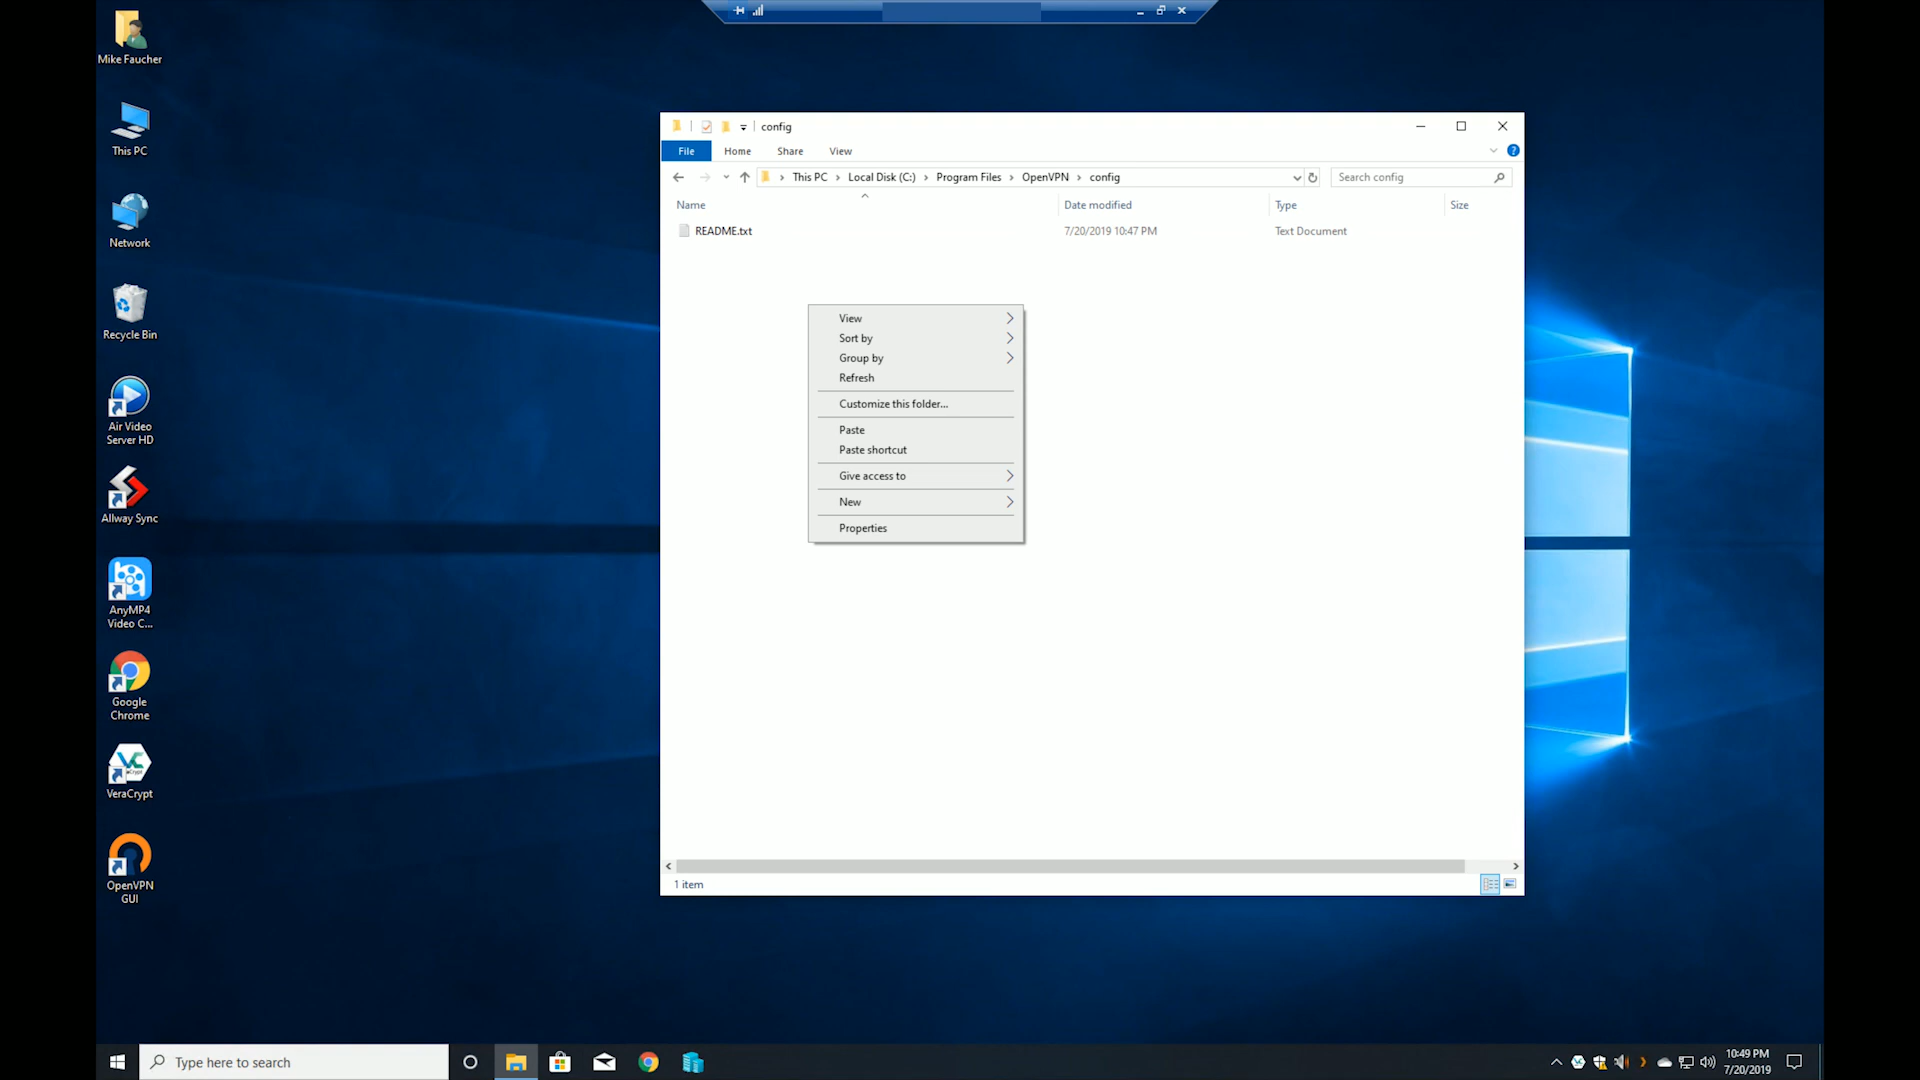 Mike Faucher
This PC
Network
Recycle Bin
Air Video
Server HD
Allway Sync
AnyMP4
Video C...
Google
Chrome
VeraCrypt
OpenVPN
GUI
config
File Home Share View
This PC Local Disk (C:) Program Files OpenVPN config
Search config
Name Date modified Type Size
README.txt 7/20/2019 10:47 PM Text Document
View
Sort by
Group by
Refresh
Customize this folder...
Paste
Paste shortcut
Give access to
New
Properties
1 item
Type here to search
10:49 PM
7/20/2019